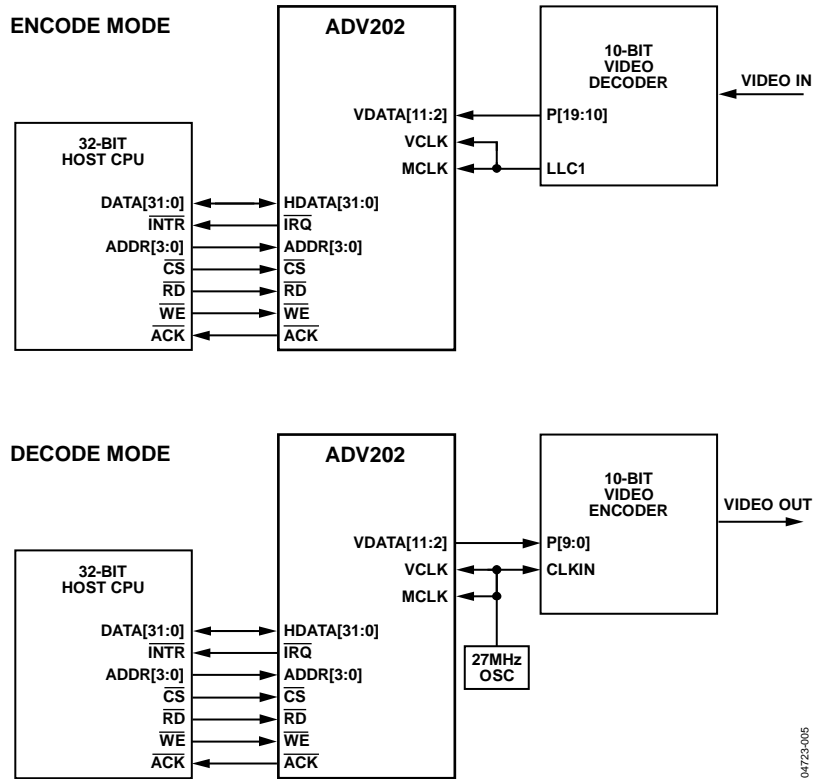 ENCODE MODE
ADV202
10-BIT
VIDEO
DECODER
VIDEO IN
VDATA[11:2]
P[19:10]
VCLK
MCLK
LLC1
32-BIT
HOST CPU
DATA[31:0]
HDATA[31:0]
INTR
IRQ
ADDR[3:0]
ADDR[3:0]
CS
CS
RD
RD
WE
WE
ACK
ACK
DECODE MODE
ADV202
10-BIT
VIDEO
ENCODER
VIDEO OUT
VDATA[11:2]
P[9:0]
VCLK
CLKIN
MCLK
32-BIT
HOST CPU
27MHz
OSC
DATA[31:0]
HDATA[31:0]
INTR
IRQ
ADDR[3:0]
ADDR[3:0]
CS
CS
RD
RD
WE
WE
ACK
ACK
04723-005